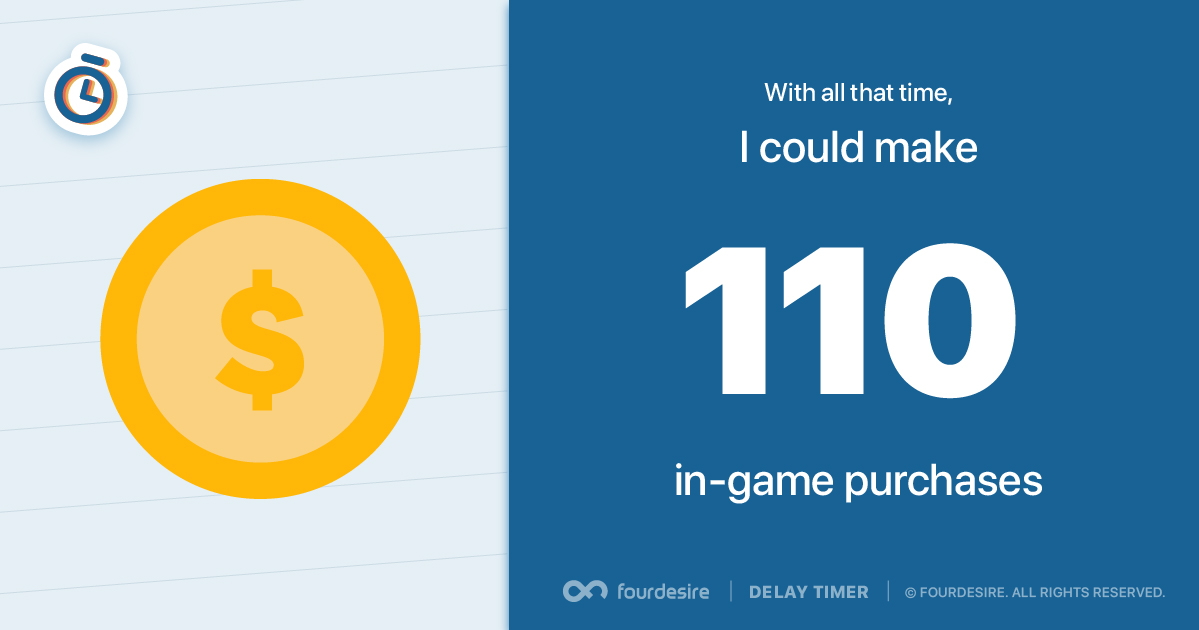 $
With all that time,
I could make
110
in-game purchases
fourdesire | DELAY TIMER | © FOURDESIRE. ALL RIGHTS RESERVED.